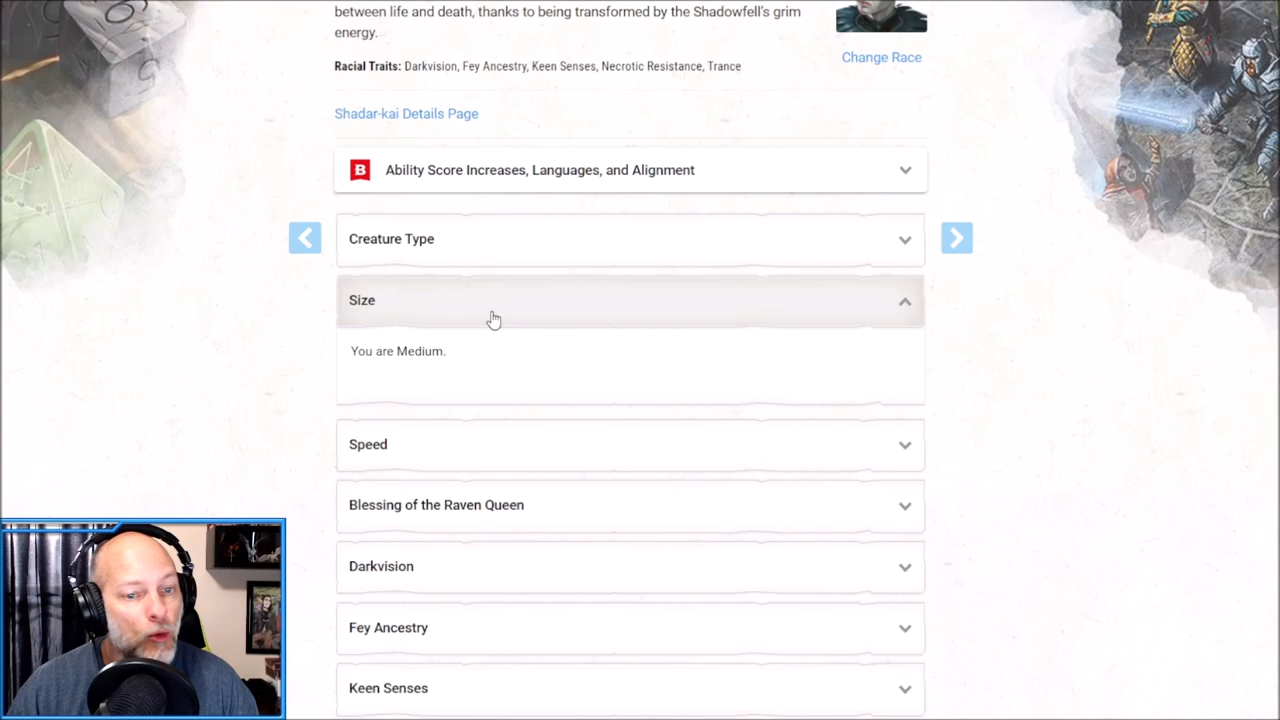 between life and death, thanks to being transformed by the Shadowfell's grim
energy.
Change Race
Racial Traits: Darkvision, Fey Ancestry, Keen Senses, Necrotic Resistance, Trance
Shadar-kai Details Page
B Ability Score Increases, Languages, and Alignment
Creature Type
Size
You are Medium.
Speed
Blessing of the Raven Queen
Darkvision
Fey Ancestry
Keen Senses